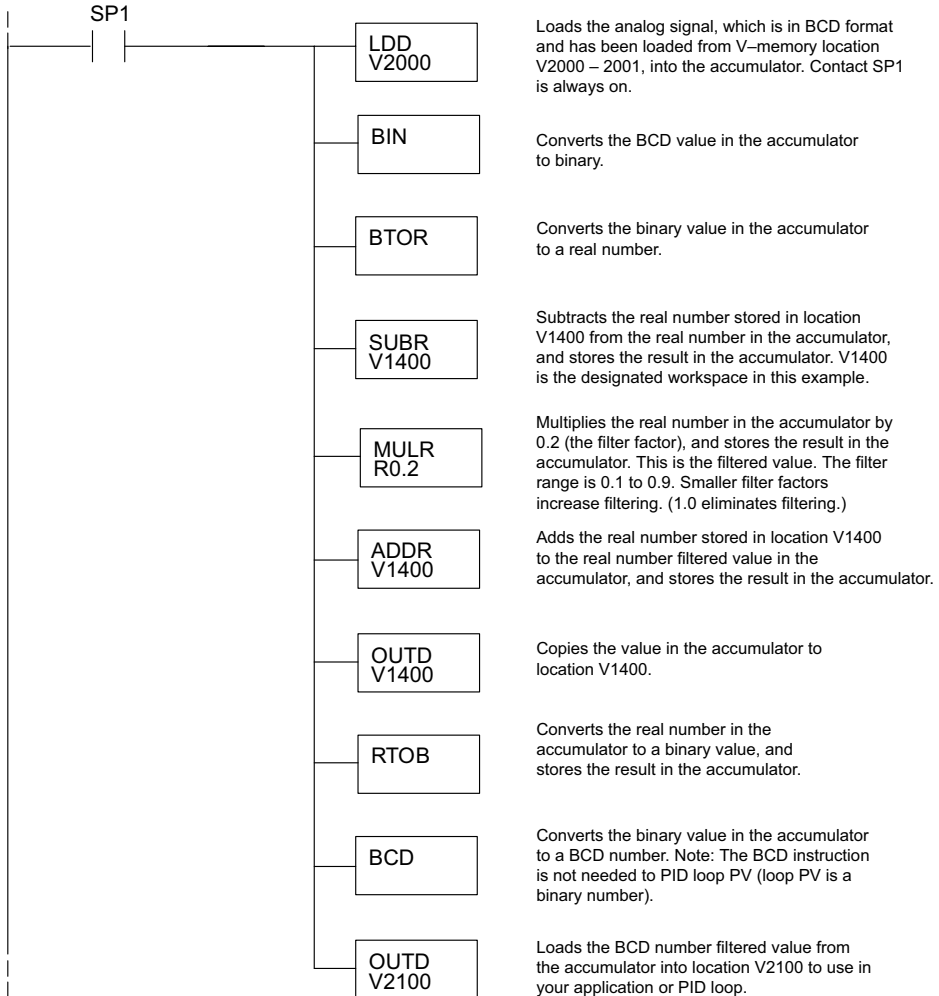 SP1
LDD
V2000
Loads the analog signal, which is in BCD format
and has been loaded from V–memory location
V2000 – 2001, into the accumulator. Contact SP1
is always on.
BIN
Converts the BCD value in the accumulator
to binary.
BTOR
Converts the binary value in the accumulator
to a real number.
SUBR
V1400
Subtracts the real number stored in location
V1400 from the real number in the accumulator,
and stores the result in the accumulator. V1400
is the designated workspace in this example.
MULR
R0.2
Multiplies the real number in the accumulator by
0.2 (the filter factor), and stores the result in the
accumulator. This is the filtered value. The filter
range is 0.1 to 0.9. Smaller filter factors
increase filtering. (1.0 eliminates filtering.)
ADDR
V1400
Adds the real number stored in location V1400
to the real number filtered value in the
accumulator, and stores the result in the accumulator.
OUTD
V1400
Copies the value in the accumulator to
location V1400.
RTOB
Converts the real number in the
accumulator to a binary value, and
stores the result in the accumulator.
BCD
Converts the binary value in the accumulator
to a BCD number. Note: The BCD instruction
is not needed to PID loop PV (loop PV is a
binary number).
OUTD
V2100
Loads the BCD number filtered value from
the accumulator into location V2100 to use in
your application or PID loop.